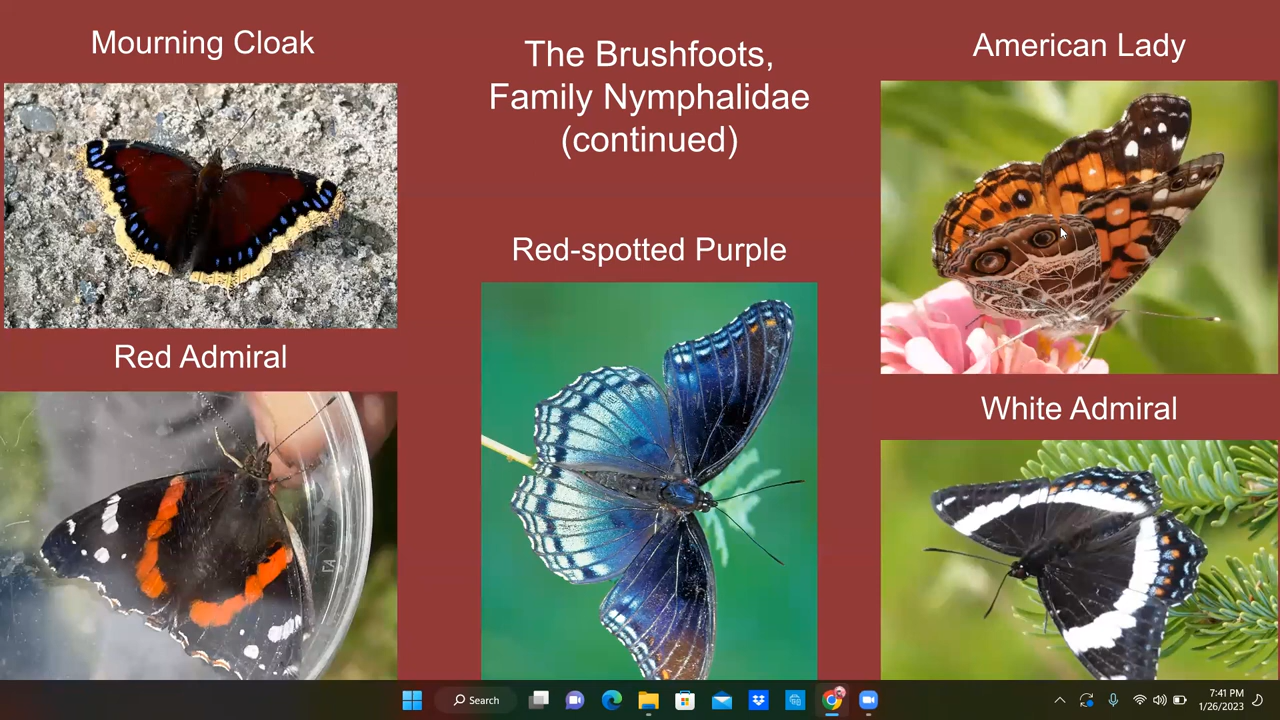 Mourning Cloak
The Brushfoots,
Family Nymphalidae
(continued)
American Lady
Red-spotted Purple
Red Admiral
White Admiral
Search
7:41 PM
1/26/2023